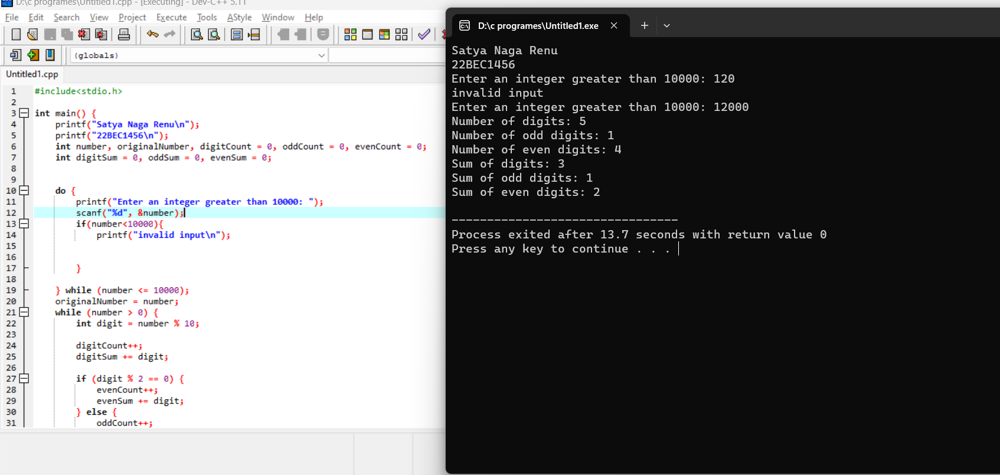 D:\c programes\Untitled1.cpp - [Executing] - Dev-C++ 5.11
File Edit Search View Project Execute Tools AStyle Window Help
(globals)
Untitled1.cpp
1 #include<stdio.h>
2
3 int main() {
4 printf("Satya Naga Renu\n");
5 printf("22BEC1456\n");
6 int number, originalNumber, digitCount = 0, oddCount = 0, evenCount = 0;
7 int digitSum = 0, oddSum = 0, evenSum = 0;
8
9
10 do {
11 printf("Enter an integer greater than 10000: ");
12 scanf("%d", &number);
13 if(number<10000){
14 printf("invalid input\n");
15
16
17 }
18
19 } while (number <= 10000);
20 originalNumber = number;
21 while (number > 0) {
22 int digit = number % 10;
23
24 digitCount++;
25 digitSum += digit;
26
27 if (digit % 2 == 0) {
28 evenCount++;
29 evenSum += digit;
30 } else {
31 oddCount++;
D:\c programes\Untitled1.exe
Satya Naga Renu
22BEC1456
Enter an integer greater than 10000: 120
invalid input
Enter an integer greater than 10000: 12000
Number of digits: 5
Number of odd digits: 1
Number of even digits: 4
Sum of digits: 3
Sum of odd digits: 1
Sum of even digits: 2
--------------------------------
Process exited after 13.7 seconds with return value 0
Press any key to continue . . .